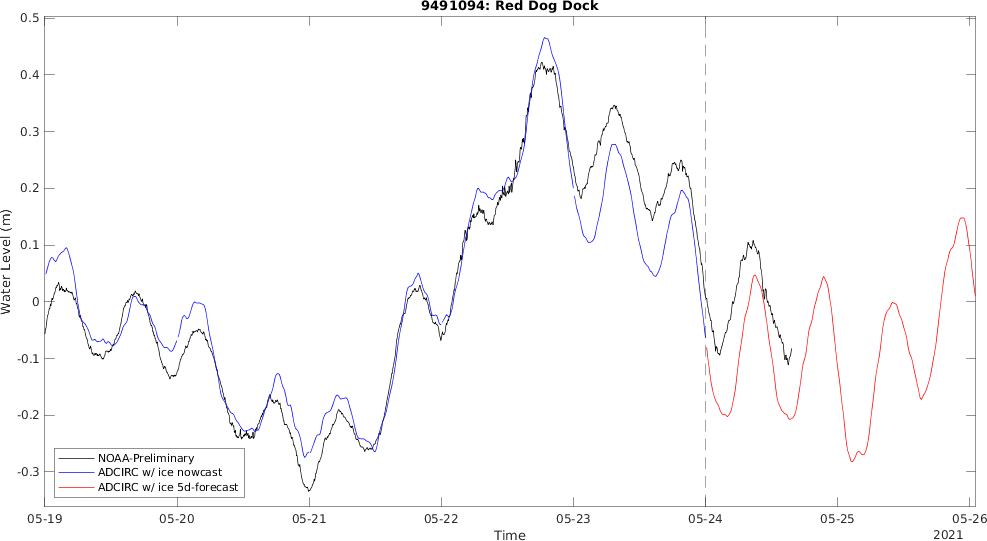 9491094: Red Dog Dock
0.5
0.4
0.3
0.2
0.1
0
-0.1
-0.2
-0.3
Water Level (m)
NOAA-Preliminary
ADCIRC w/ ice nowcast
ADCIRC w/ ice 5d-forecast
05-19 05-20 05-21 05-22 05-23 05-24 05-25 05-26
Time
2021